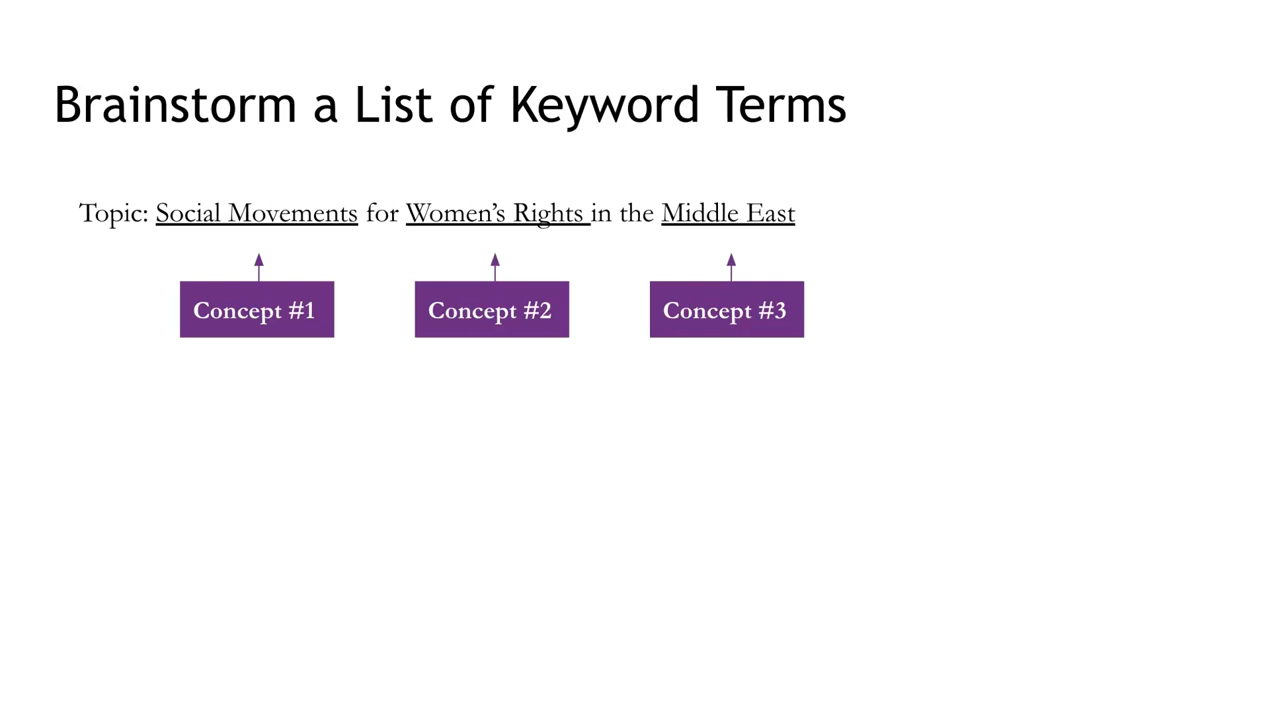 Brainstorm a List of Keyword Terms
Topic: Social Movements for Women’s Rights in the Middle East
Concept #1 Concept #2 Concept #3